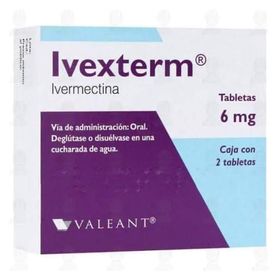 Ivexterm®
Ivermectina
Tabletas
6 mg
Vía de administración: Oral.
Deglútase o disuélvase en una
cucharada de agua.
Caja con
2 tabletas
VALEANT®